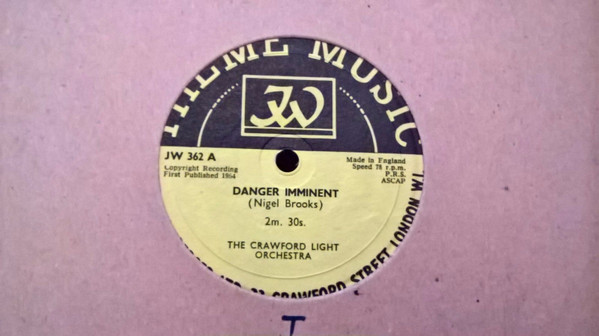 THEME MUSIC
JW
JW 362 A
Copyright Recording
First Published 1954
Made in England
Speed 78 r.p.m.
P.R.S.
ASCAP
DANGER IMMINENT
(Nigel Brooks)
2m. 30s.
THE CRAWFORD LIGHT
ORCHESTRA
CRAWFORD STREET LONDON W.1.
T